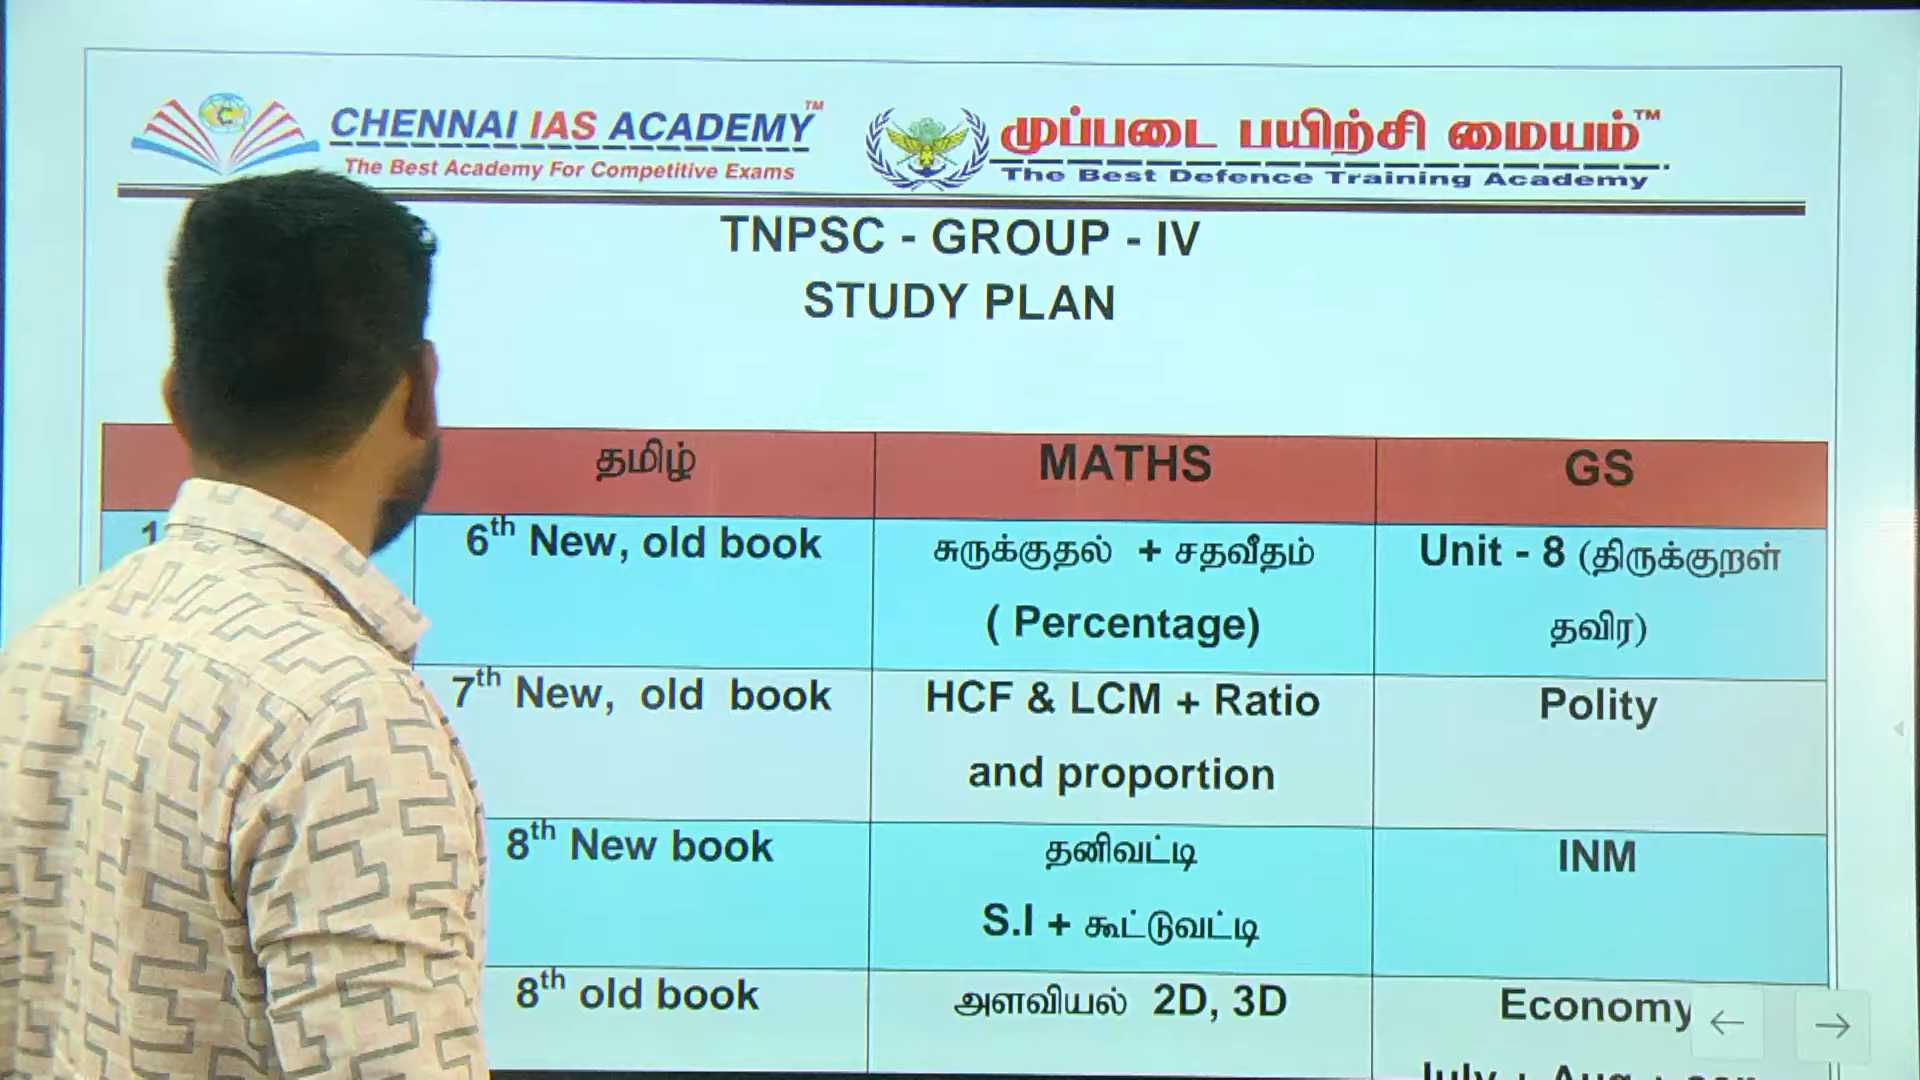 CHENNAI IAS ACADEMY™
The Best Academy For Competitive Exams
முப்படை பயிற்சி மையம்™
The Best Defence Training Academy
TNPSC - GROUP - IV
STUDY PLAN
தமிழ் MATHS GS
6th New, old book சுருக்குதல் + சதவீதம் Unit - 8 (திருக்குறள்
( Percentage) தவிர)
7th New, old book HCF & LCM + Ratio Polity
and proportion
8th New book தனிவட்டி INM
S.I + கூட்டுவட்டி
8th old book அளவியல் 2D, 3D Economy